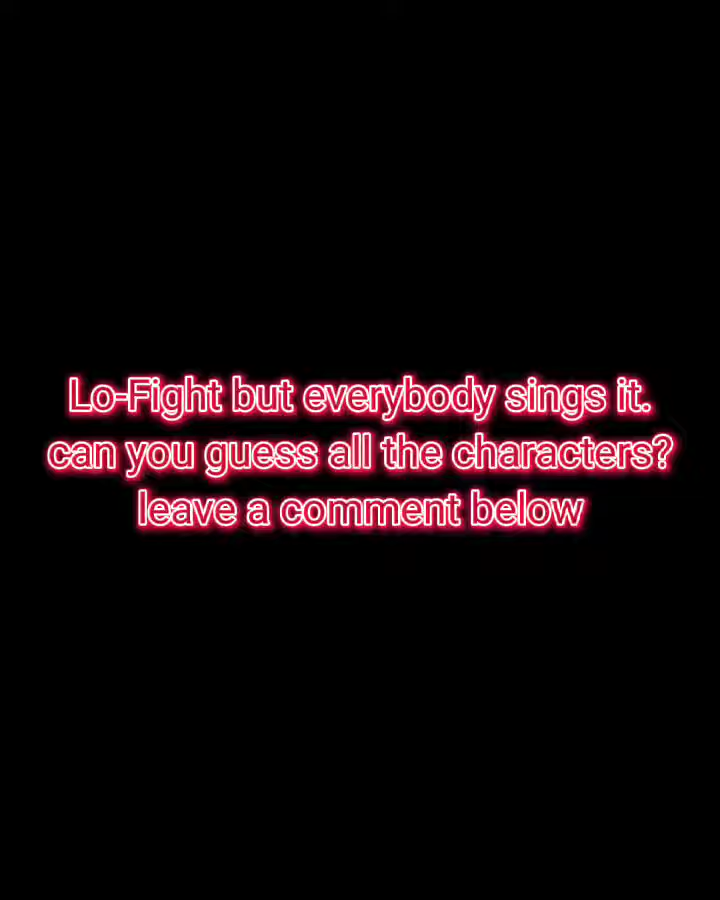 Lo-Fight but everybody sings it.
can you guess all the characters?
leave a comment below